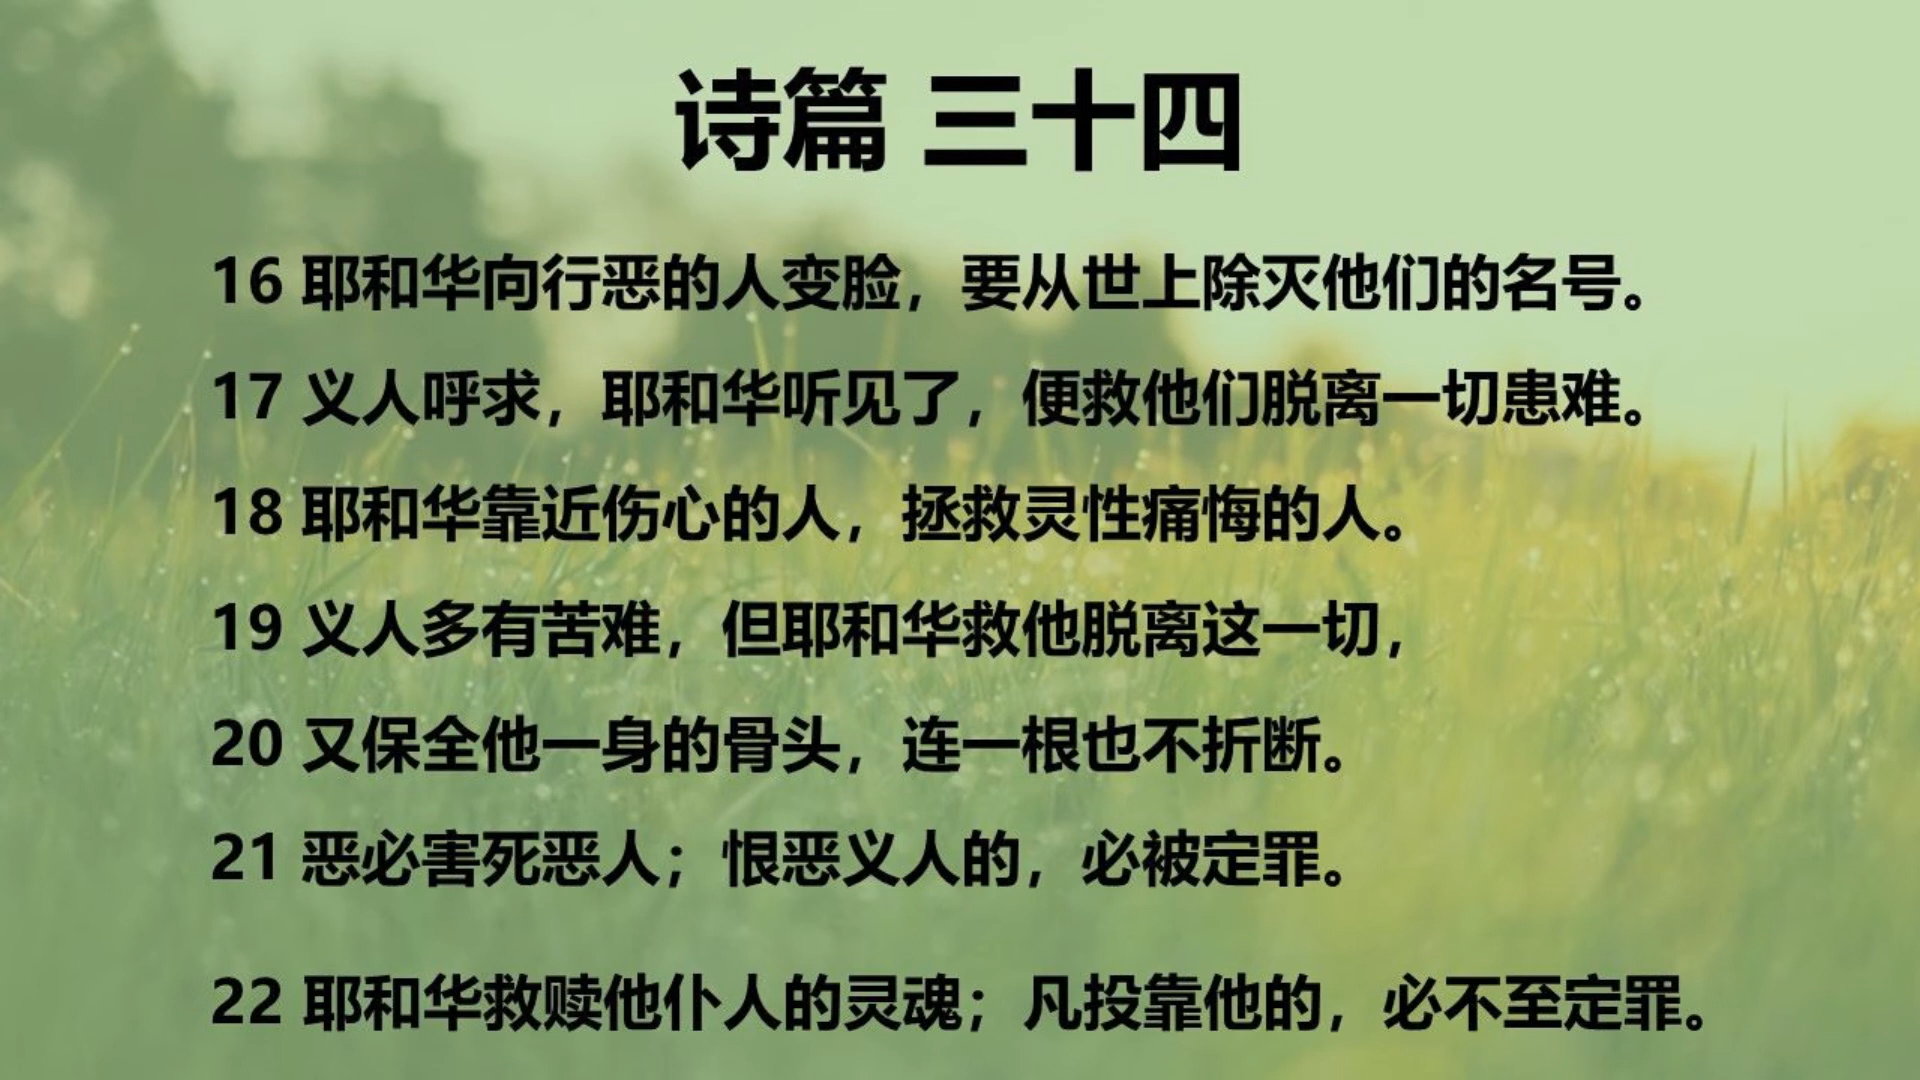 诗篇 三十四
16 耶和华向行恶的人变脸，要从世上除灭他们的名号。
17 义人呼求，耶和华听见了，便救他们脱离一切患难。
18 耶和华靠近伤心的人，拯救灵性痛悔的人。
19 义人多有苦难，但耶和华救他脱离这一切，
20 又保全他一身的骨头，连一根也不折断。
21 恶必害死恶人；恨恶义人的，必被定罪。
22 耶和华救赎他仆人的灵魂；凡投靠他的，必不至定罪。